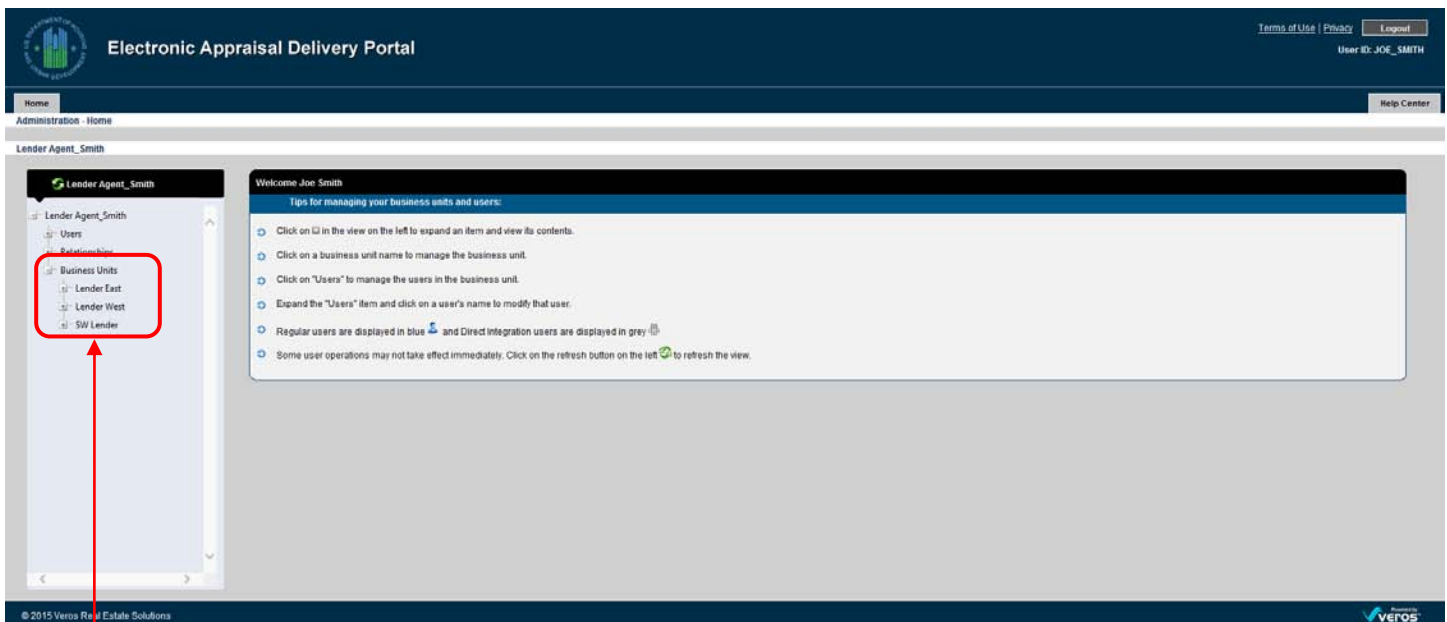 Electronic Appraisal Delivery Portal
Terms of Use | Privacy Logout
User ID: JOE_SMITH
Home
Help Center
Administration - Home
Lender Agent_Smith
Lender Agent_Smith
Lender Agent_Smith
Users
Relationships
Business Units
Lender East
Lender West
SW Lender
Welcome Joe Smith
Tips for managing your business units and users:
Click on in the view on the left to expand an item and view its contents.
Click on a business unit name to manage the business unit.
Click on "Users" to manage the users in the business unit.
Expand the "Users" item and click on a user's name to modify that user.
Regular users are displayed in blue and Direct Integration users are displayed in grey
Some user operations may not take effect immediately. Click on the refresh button on the left to refresh the view.
© 2015 Veros Real Estate Solutions
Powered by
veros